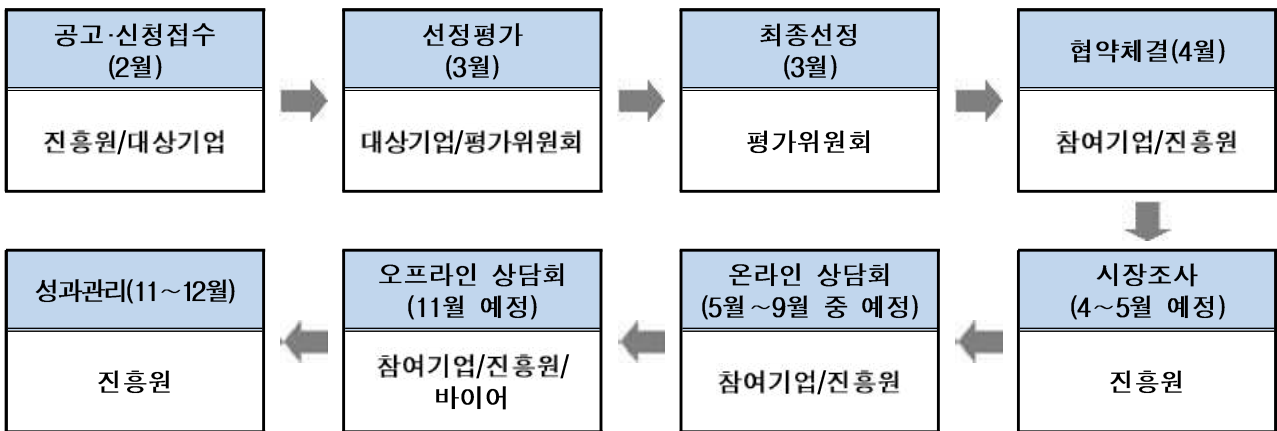 공고·신청접수
(2월)
진흥원/대상기업
선정평가
(3월)
대상기업/평가위원회
최종선정
(3월)
평가위원회
협약체결(4월)
참여기업/진흥원
시장조사
(4~5월 예정)
진흥원
온라인 상담회
(5월~9월 중 예정)
참여기업/진흥원
오프라인 상담회
(11월 예정)
참여기업/진흥원/
바이어
성과관리(11~12월)
진흥원